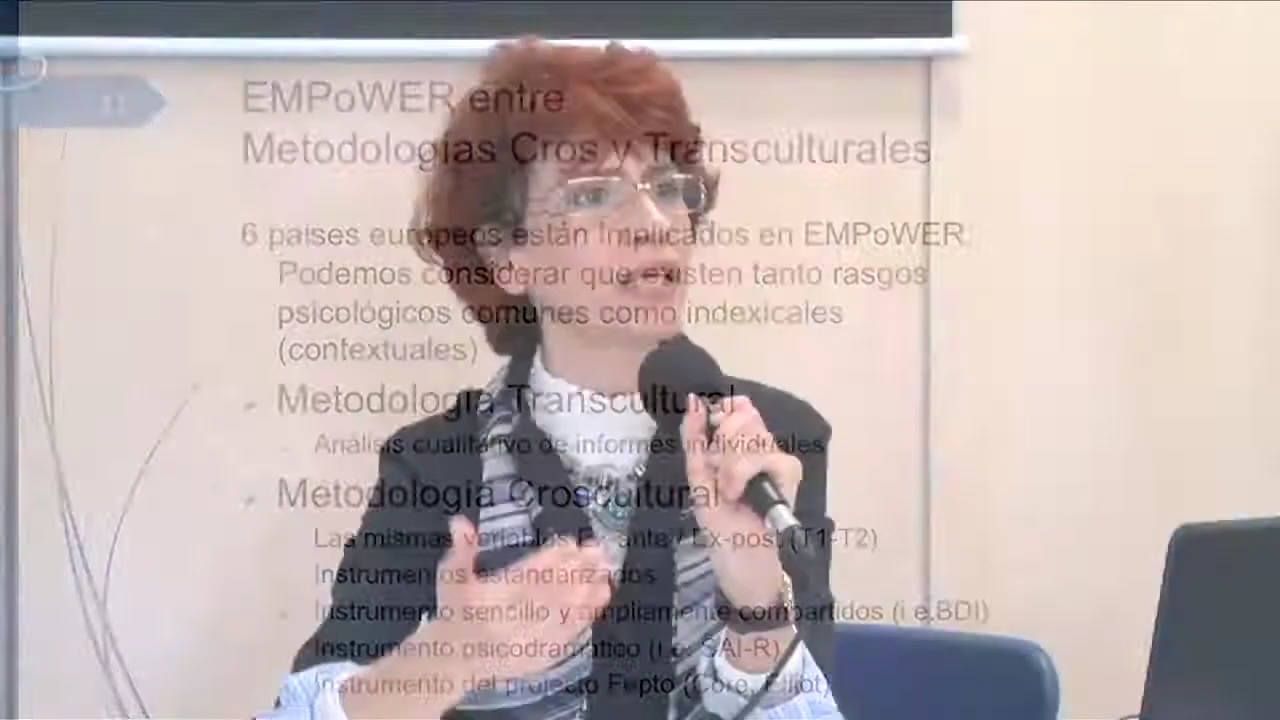 11
EMPoWER entre
Metodologías Cros y Transculturales
6 países europeos están implicados en EMPoWER
Podemos considerar que existen tanto rasgos
psicológicos comunes como indexicales
(contextuales)
Metodología Transcultural
Análisis cualitativo de informes individuales
Metodología Croscultural
Las mismas variables Ex-ante / Ex-post (T1-T2)
Instrumentos estandarizados
Instrumento sencillo y ampliamente compartidos (i e.BDI)
Instrumento psicodramático (i.e. SAI-R)
Instrumento del projecto Fepto (Core, Elliot)